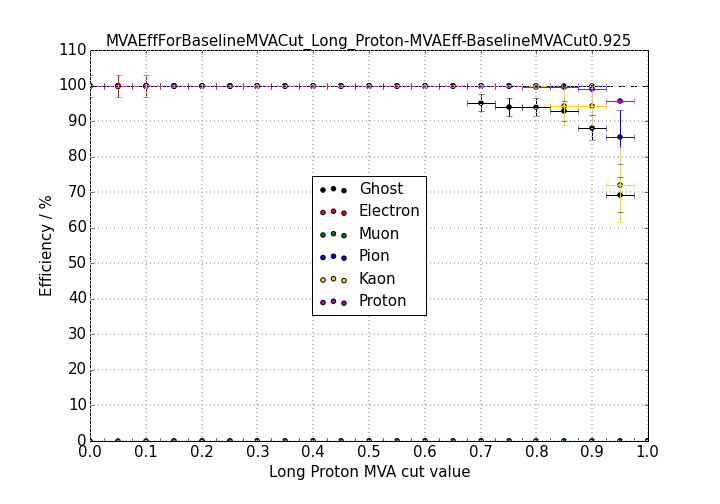 MVAEffForBaselineMVACut_Long_Proton-MVAEff-BaselineMVACut0.925
110
100
90
80
70
60
50
40
30
20
10
0
Efficiency / %
Ghost
Electron
Muon
Pion
Kaon
Proton
0.0 0.1 0.2 0.3 0.4 0.5 0.6 0.7 0.8 0.9 1.0
Long Proton MVA cut value